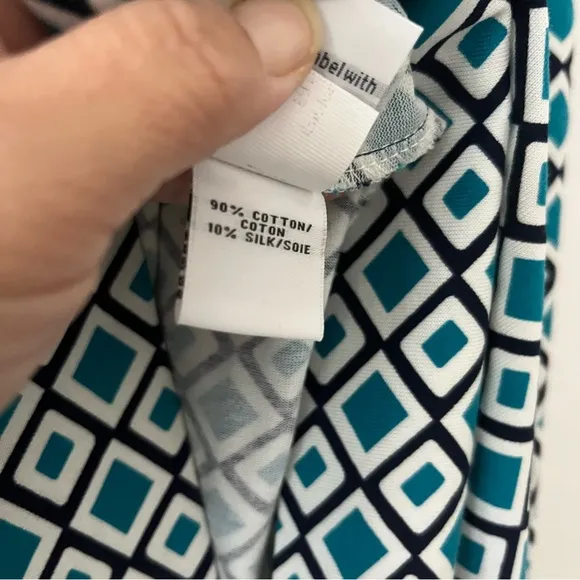 abel with
90% COTTON/
COTON
10% SILK/SOIE